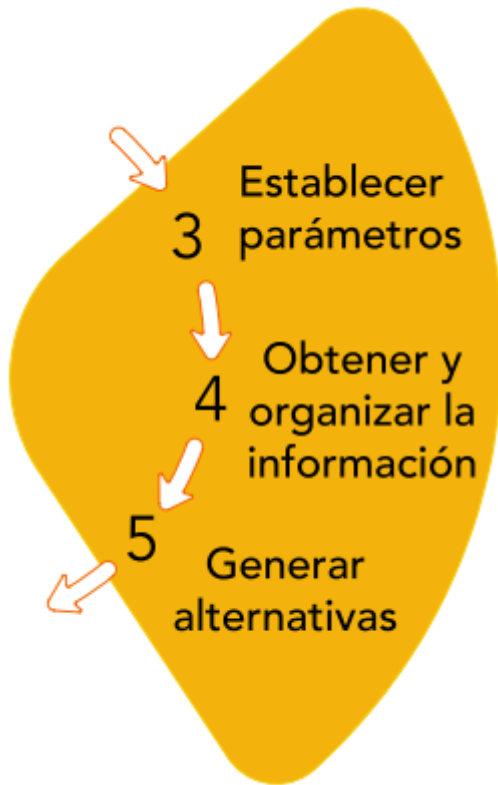 3
Establecer
parámetros
4
Obtener y
organizar la
información
5
Generar
alternativas